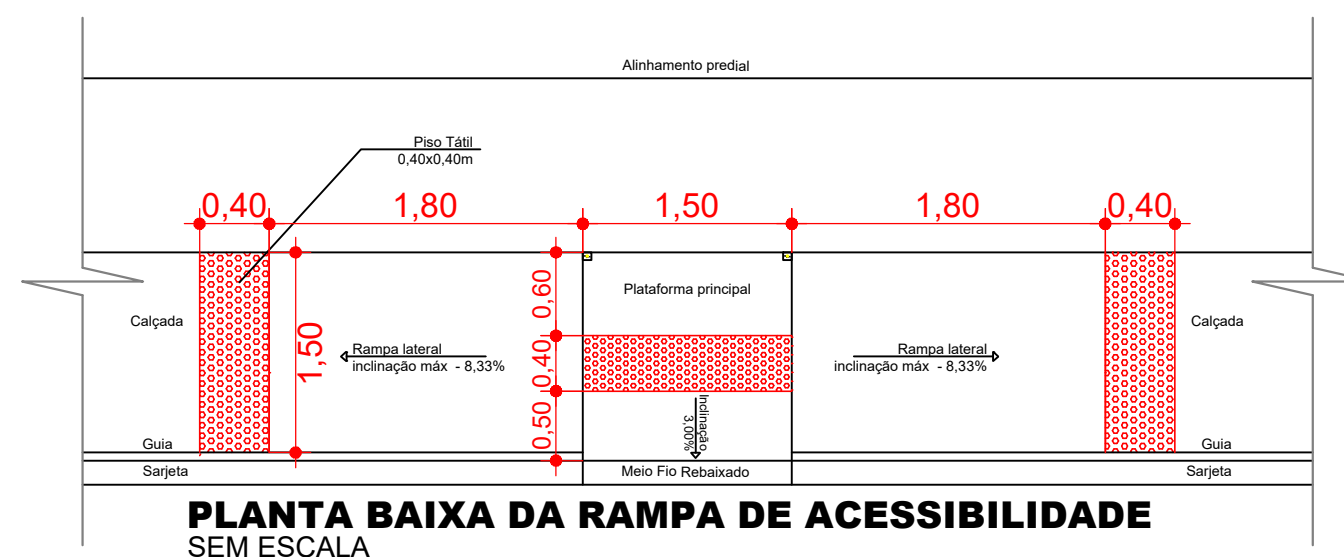 Alinhamento predial
Piso Tátil
0,40x0,40m
0,40
1,80
1,50
1,80
0,40
Calçada
1,50
Rampa lateral
inclinação máx - 8,33%
0,60
0,40
0,50
Plataforma principal
Inclinação
3,00%
Rampa lateral
inclinação máx - 8,33%
Calçada
Guia
Guia
Sarjeta
Meio Fio Rebaixado
Sarjeta
PLANTA BAIXA DA RAMPA DE ACESSIBILIDADE
SEM ESCALA